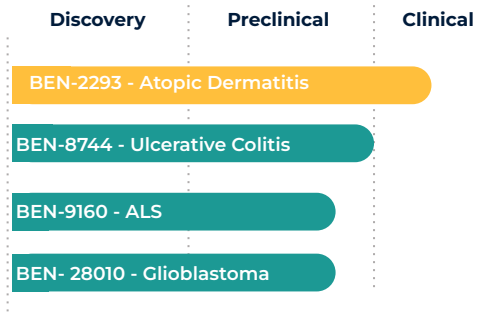 Discovery Preclinical Clinical
BEN-2293 - Atopic Dermatitis
BEN-8744 - Ulcerative Colitis
BEN-9160 - ALS
BEN- 28010 - Glioblastoma